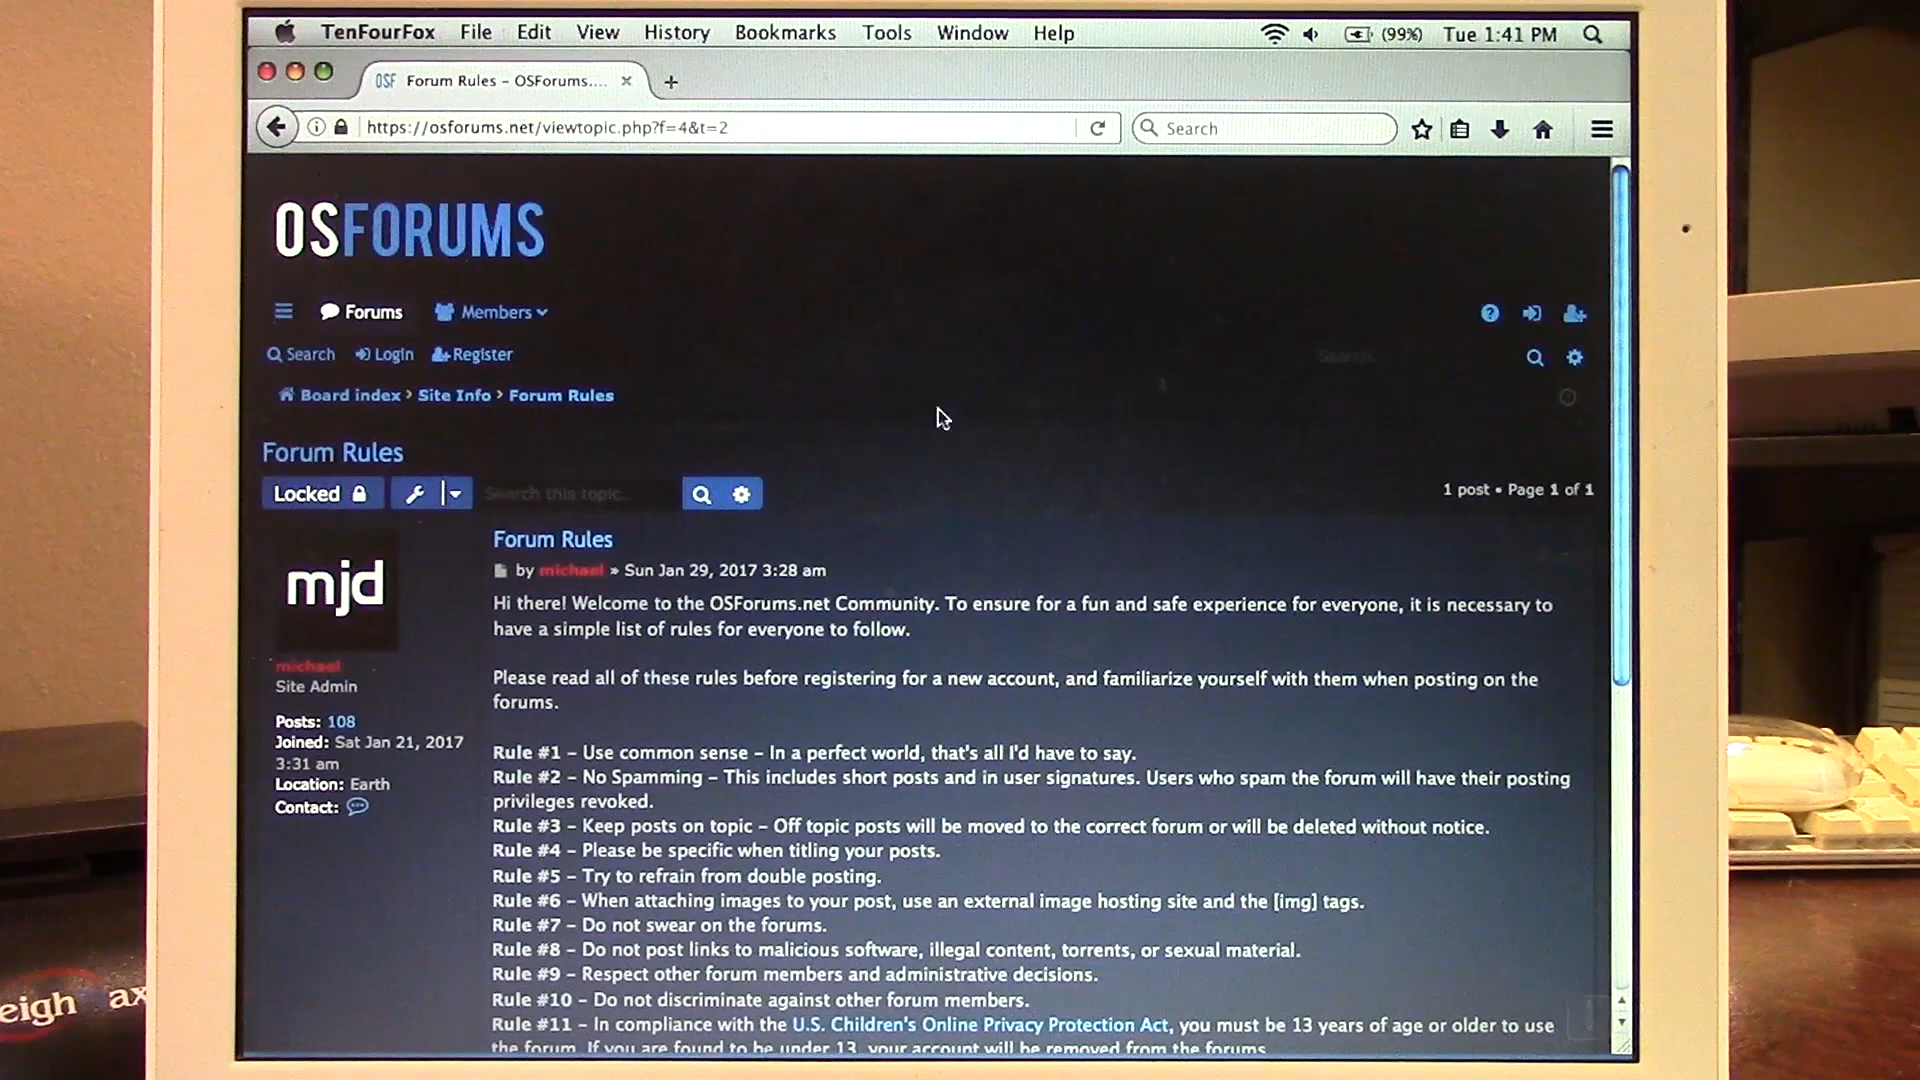 TenFourFox File Edit View History Bookmarks Tools Window Help (99%) Tue 1:41 PM
OSF Forum Rules – OSForums....
https://osforums.net/viewtopic.php?f=4&t=2 Search
OSFORUMS
Forums Members
Search Login Register Search
Board index › Site Info › Forum Rules
Forum Rules
Locked Search this topic... 1 post • Page 1 of 1
mjd
michael
Site Admin
Posts: 108
Joined: Sat Jan 21, 2017
3:31 am
Location: Earth
Contact:
Forum Rules
by michael » Sun Jan 29, 2017 3:28 am
Hi there! Welcome to the OSForums.net Community. To ensure for a fun and safe experience for everyone, it is necessary to
have a simple list of rules for everyone to follow.
Please read all of these rules before registering for a new account, and familiarize yourself with them when posting on the
forums.
Rule #1 – Use common sense – In a perfect world, that's all I'd have to say.
Rule #2 – No Spamming – This includes short posts and in user signatures. Users who spam the forum will have their posting
privileges revoked.
Rule #3 – Keep posts on topic – Off topic posts will be moved to the correct forum or will be deleted without notice.
Rule #4 – Please be specific when titling your posts.
Rule #5 – Try to refrain from double posting.
Rule #6 – When attaching images to your post, use an external image hosting site and the [img] tags.
Rule #7 – Do not swear on the forums.
Rule #8 – Do not post links to malicious software, illegal content, torrents, or sexual material.
Rule #9 – Respect other forum members and administrative decisions.
Rule #10 – Do not discriminate against other forum members.
Rule #11 – In compliance with the U.S. Children's Online Privacy Protection Act, you must be 13 years of age or older to use
the forum. If you are found to be under 13, your account will be removed from the forums.
eigh ax